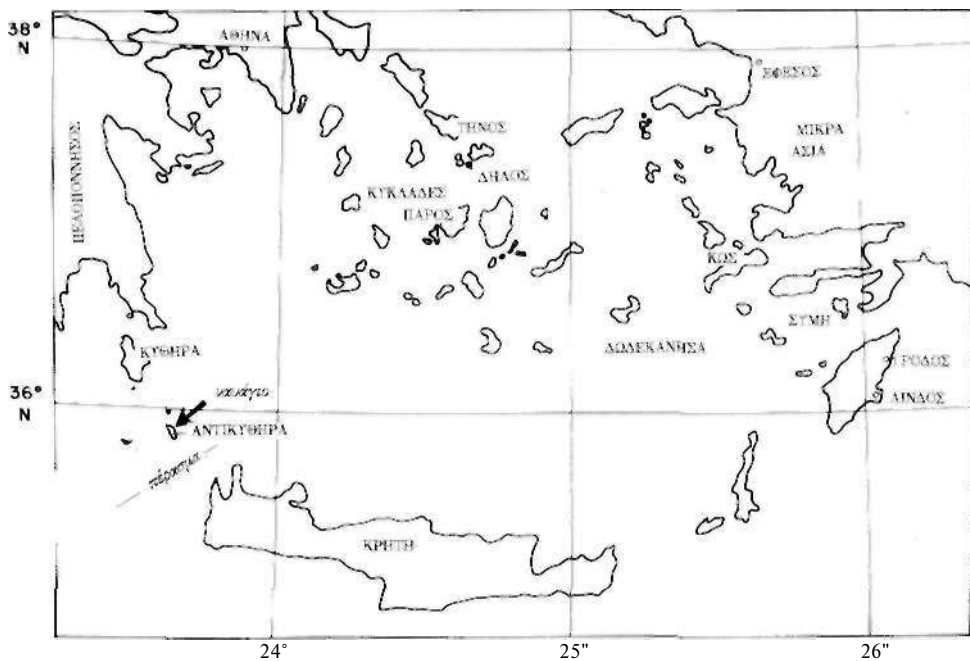 38°
N
ΑΘΗΝΑ
ΕΦΕΣΟΣ
ΤΗΝΟΣ
ΜΙΚΡΑ
ΑΣΙΑ
ΔΗΛΟΣ
ΠΕΛΟΠΟΝΝΗΣΟΣ
ΚΥΚΛΑΔΕΣ
ΠΑΡΟΣ
ΚΩΣ
ΣΥΜΗ
ΚΥΘΗΡΑ
ΔΩΔΕΚΑΝΗΣΑ
ΡΟΔΟΣ
36°
N
ναυάγιο
ΛΙΝΔΟΣ
ΑΝΤΙΚΥΘΗΡΑ
πέρασμα
ΚΡΗΤΗ
24°
25"
26"